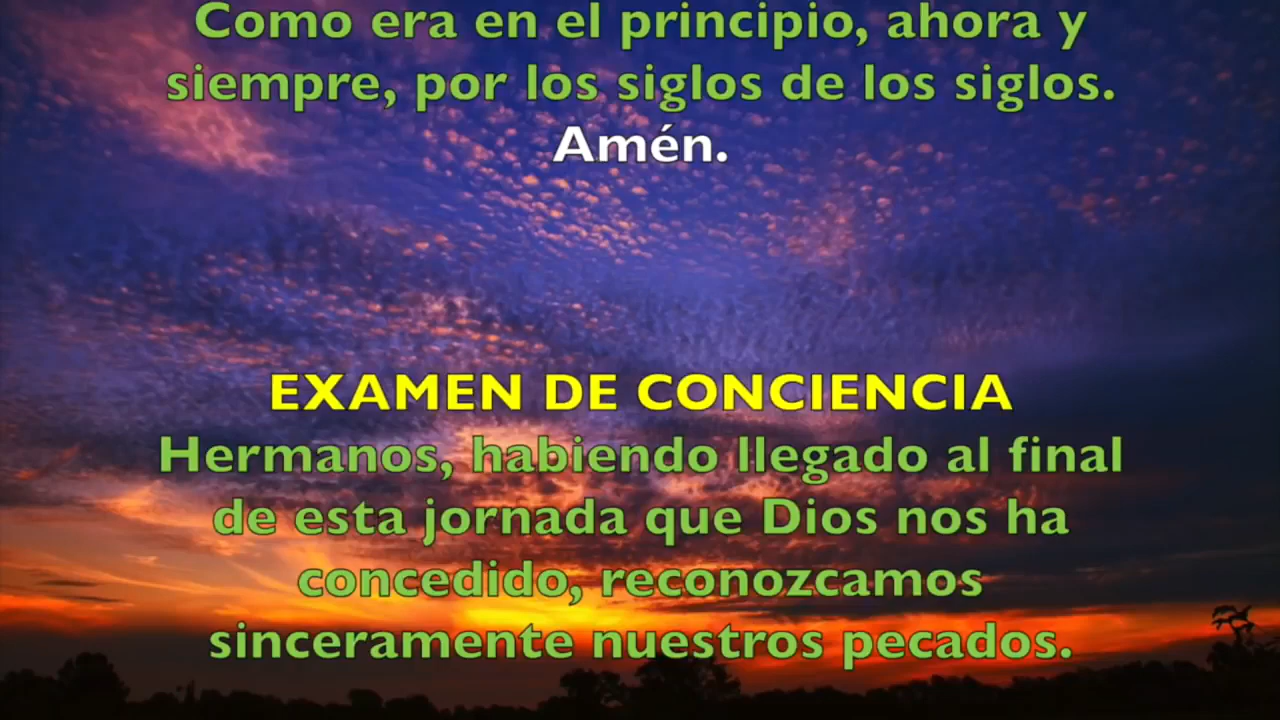 Como era en el principio, ahora y
siempre, por los siglos de los siglos.
Amén.
EXAMEN DE CONCIENCIA
Hermanos, habiendo llegado al final
de esta jornada que Dios nos ha
concedido, reconozcamos
sinceramente nuestros pecados.